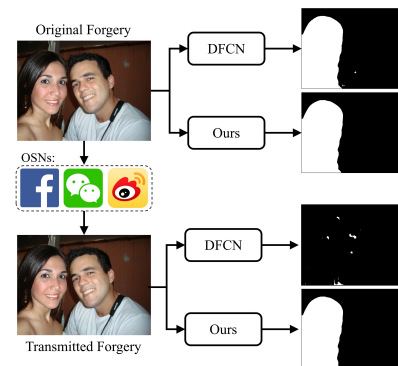 Original Forgery
DFCN
Ours
OSNs:
f
DFCN
Ours
Transmitted Forgery